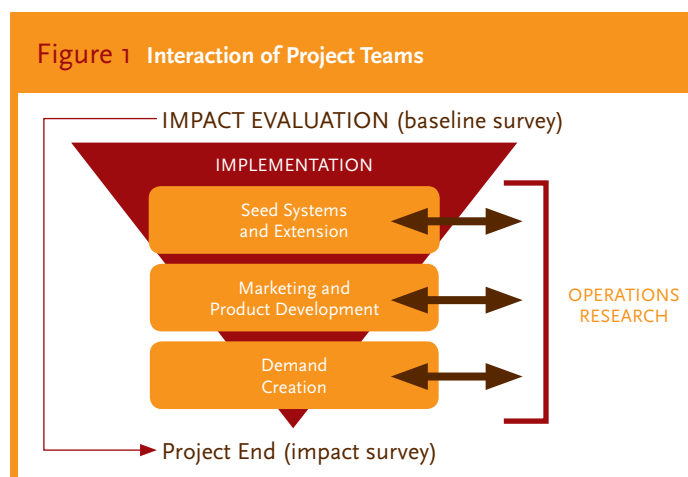 Figure 1 Interaction of Project Teams
IMPACT EVALUATION (baseline survey)
IMPLEMENTATION
Seed Systems
and Extension
Marketing and
Product Development
Demand
Creation
OPERATIONS
RESEARCH
Project End (impact survey)